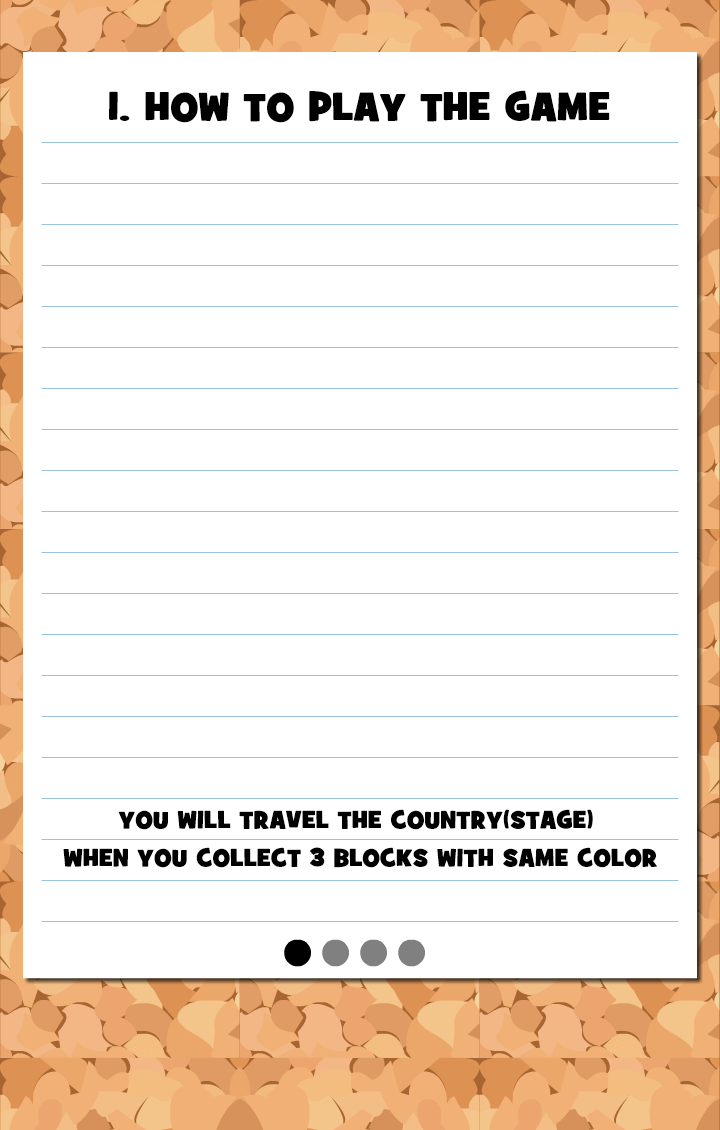 1. HOW TO PLAY THE GAME
YOU WILL TRAVEL THE COUNTRY(STAGE)
WHEN YOU COLLECT 3 BLOCKS WITH SAME COLOR